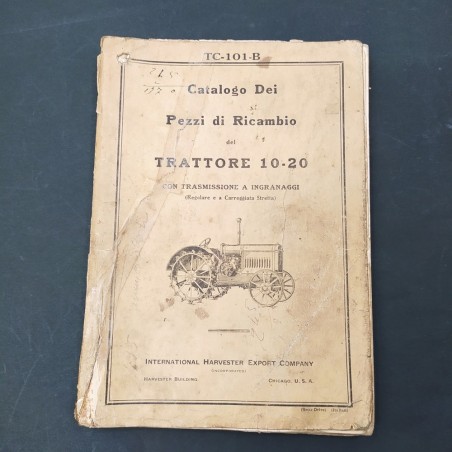 TC-101-B
Catalogo Dei
Pezzi di Ricambio
del
TRATTORE 10-20
CON TRASMISSIONE A INGRANAGGI
(Regolare e a Carreggiata Stretta)
INTERNATIONAL HARVESTER EXPORT COMPANY
(INCORPORATED)
HARVESTER BUILDING CHICAGO, U. S. A.